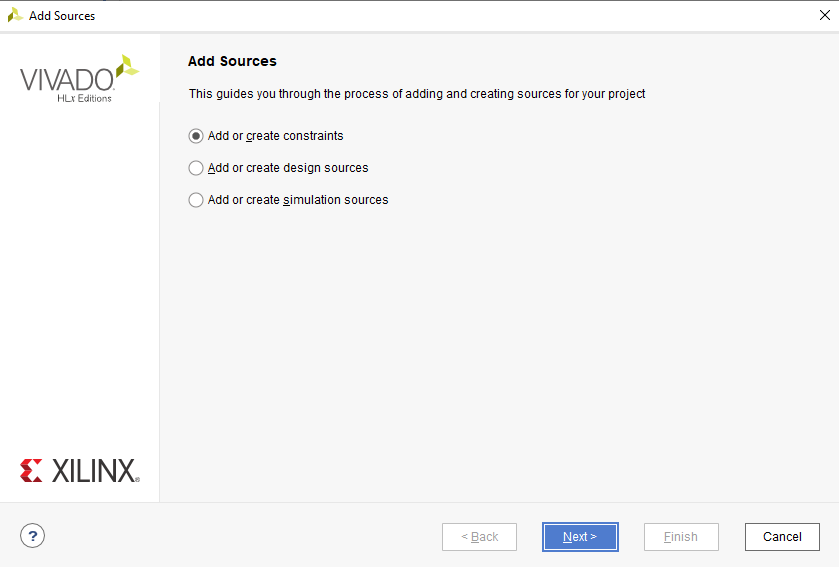 Add Sources
VIVADO.
HLx Editions
Add Sources
This guides you through the process of adding and creating sources for your project
Add or create constraints
Add or create design sources
Add or create simulation sources
XILINX®
?
< Back
Next >
Finish
Cancel